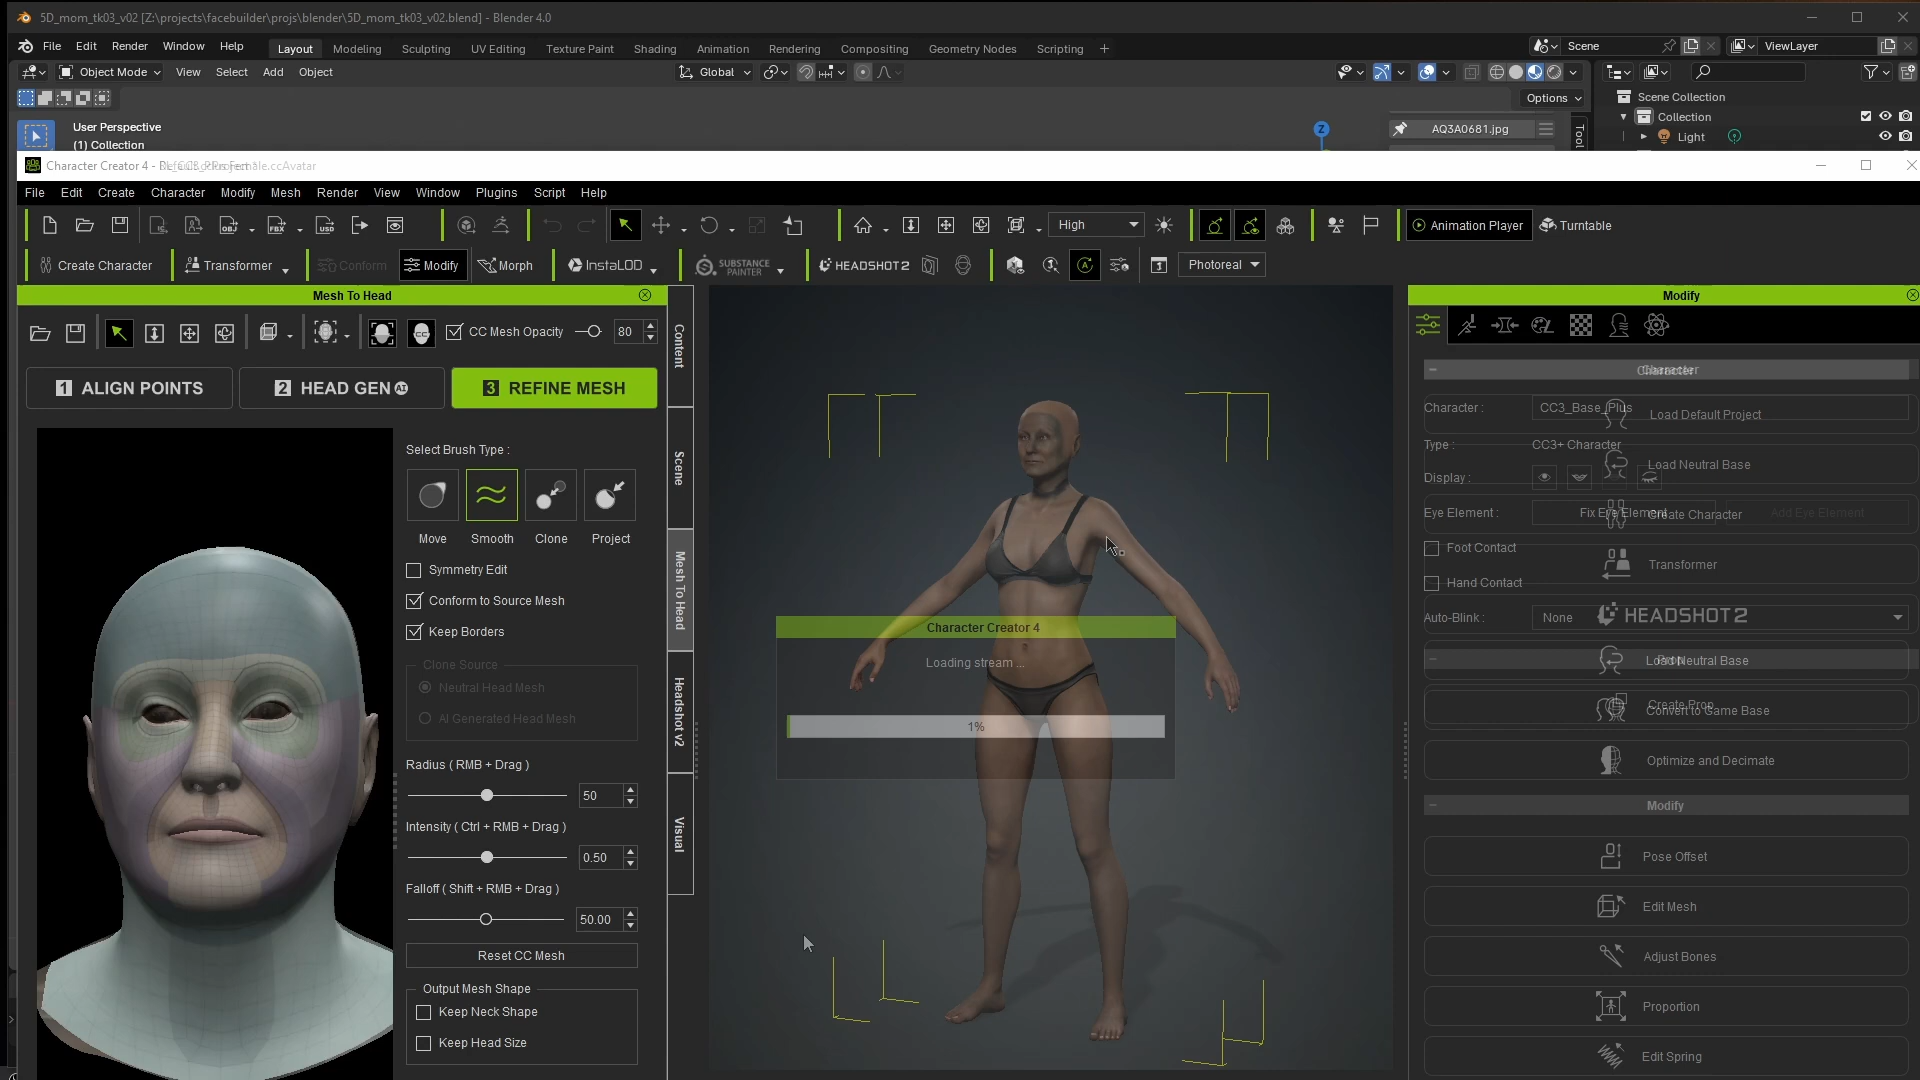 5D_mom_tk03_v02 [Z:\projects\facebuilder\projs\blender\5D_mom_tk03_v02.blend] - Blender 4.0
File Edit Render Window Help Layout Modeling Sculpting UV Editing Texture Paint Shading Animation Rendering Compositing Geometry Nodes Scripting + Scene ViewLayer
Object Mode View Select Add Object Global
Options
Scene Collection
Collection
Light
User Perspective
(1) Collection
Z
AQ3A0681.jpg
Tool
Character Creator 4 -
File Edit Create Character Modify Mesh Render View Window Plugins Script Help
OBJ FBX USD High Animation Player Turntable
Create Character Transformer Conform Modify Morph InstaLOD SUBSTANCE PAINTER HEADSHOT 2 Photoreal
Mesh To Head
CC Mesh Opacity 80
1 ALIGN POINTS 2 HEAD GEN AI 3 REFINE MESH
Select Brush Type :
Move Smooth Clone Project
Symmetry Edit
Conform to Source Mesh
Keep Borders
Clone Source
Neutral Head Mesh
AI Generated Head Mesh
Radius ( RMB + Drag )
50
Intensity ( Ctrl + RMB + Drag )
0.50
Falloff ( Shift + RMB + Drag )
50.00
Reset CC Mesh
Output Mesh Shape
Keep Neck Shape
Keep Head Size
Content
Scene
Mesh To Head
Headshot v2
Visual
Character Creator 4
Loading stream ...
1%
Modify
Character
Character : CC3_Base_Plus
Load Default Project
Type : CC3+ Character
Load Neutral Base
Display :
Eye Element : Fix Eye Element Add Eye Element
Create Character
Foot Contact
Transformer
Hand Contact
Auto-Blink : None
HEADSHOT 2
Prop
Load Neutral Base
Create Prop
Convert to Game Base
Optimize and Decimate
Modify
Pose Offset
Edit Mesh
Adjust Bones
Proportion
Edit Spring